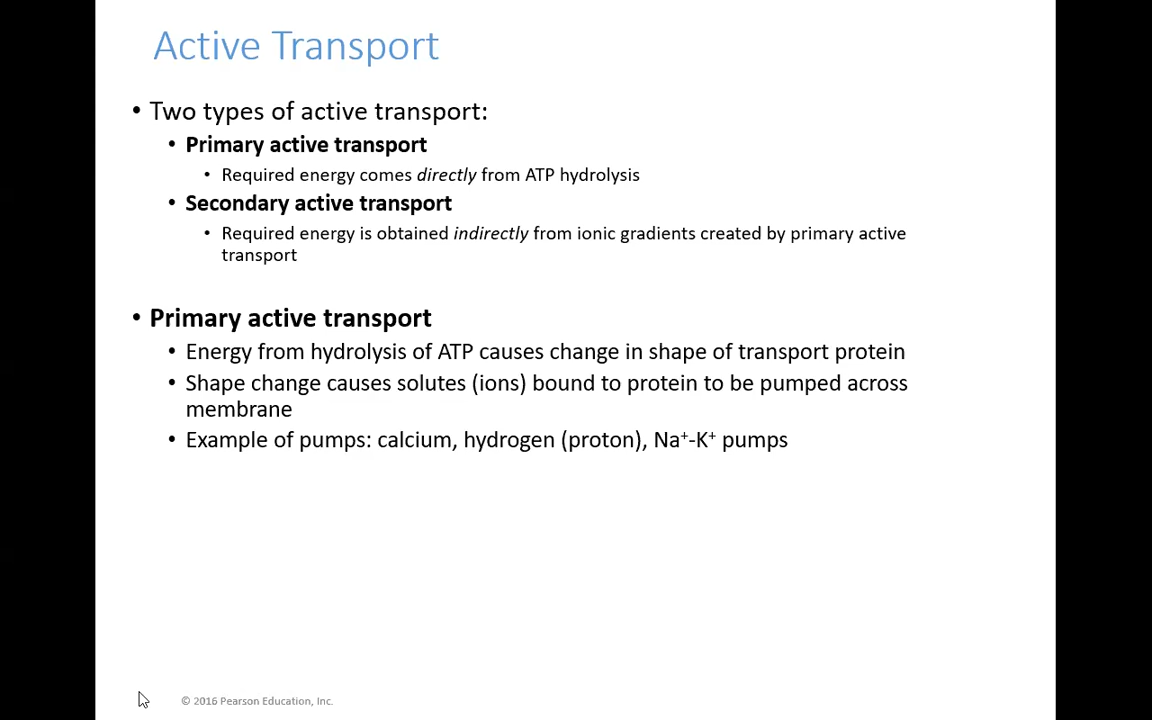 Active Transport
• Two types of active transport:
• Primary active transport
• Required energy comes directly from ATP hydrolysis
• Secondary active transport
• Required energy is obtained indirectly from ionic gradients created by primary active
transport
• Primary active transport
• Energy from hydrolysis of ATP causes change in shape of transport protein
• Shape change causes solutes (ions) bound to protein to be pumped across
membrane
• Example of pumps: calcium, hydrogen (proton), Na⁺-K⁺ pumps
© 2016 Pearson Education, Inc.